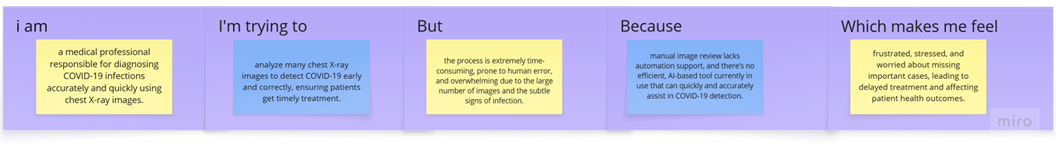 i am
a medical professional
responsible for diagnosing
COVID-19 infections
accurately and quickly using
chest X-ray images.
I'm trying to
analyze many chest X-ray
images to detect COVID-19 early
and correctly, ensuring patients
get timely treatment.
But
the process is extremely time-
consuming, prone to human error,
and overwhelming due to the large
number of images and the subtle
signs of infection.
Because
manual image review lacks
automation support, and there's no
efficient, AI-based tool currently in
use that can quickly and accurately
assist in COVID-19 detection.
Which makes me feel
frustrated, stressed, and
worried about missing
important cases, leading to
delayed treatment and affecting
patient health outcomes.
miro